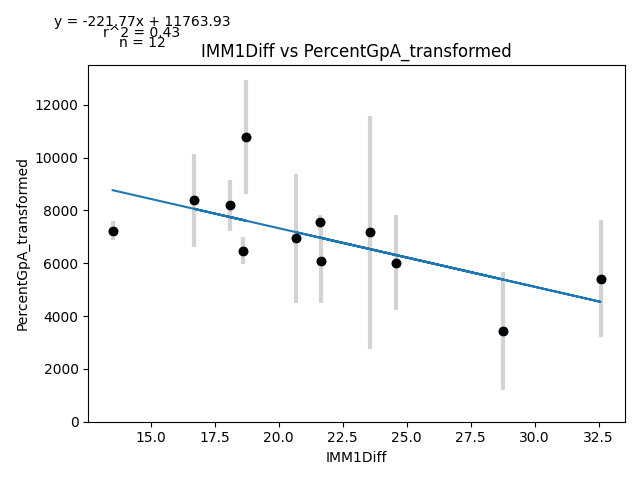 y = -221.77x + 11763.93
r^2 = 0.43
n = 12
IMM1Diff vs PercentGpA_transformed
PercentGpA_transformed
12000
10000
8000
6000
4000
2000
0
15.0 17.5 20.0 22.5 25.0 27.5 30.0 32.5
IMM1Diff